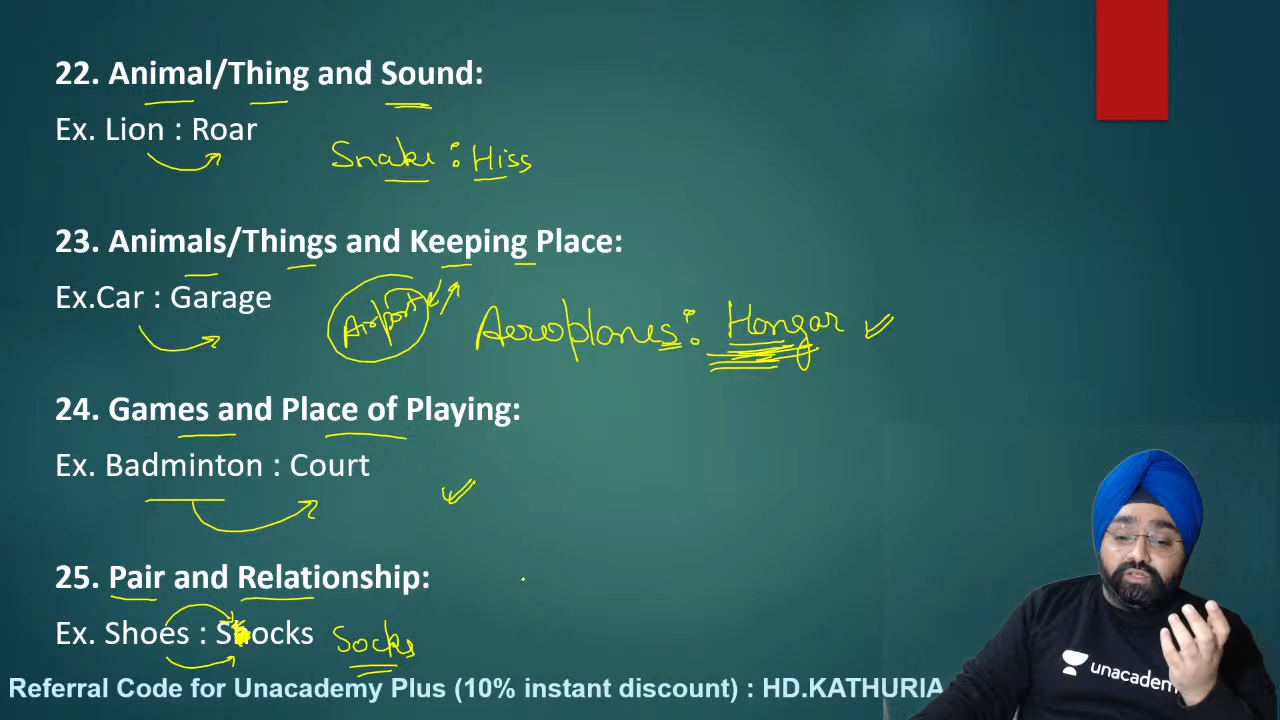 22. Animal/Thing and Sound:
Ex. Lion : Roar
Snake : Hiss
23. Animals/Things and Keeping Place:
Ex.Car : Garage
Airport
Aeroplanes : Hangar
24. Games and Place of Playing:
Ex. Badminton : Court
25. Pair and Relationship:
Ex. Shoes : Shocks
Socks
unacademy
Referral Code for Unacademy Plus (10% instant discount) : HD.KATHURIA